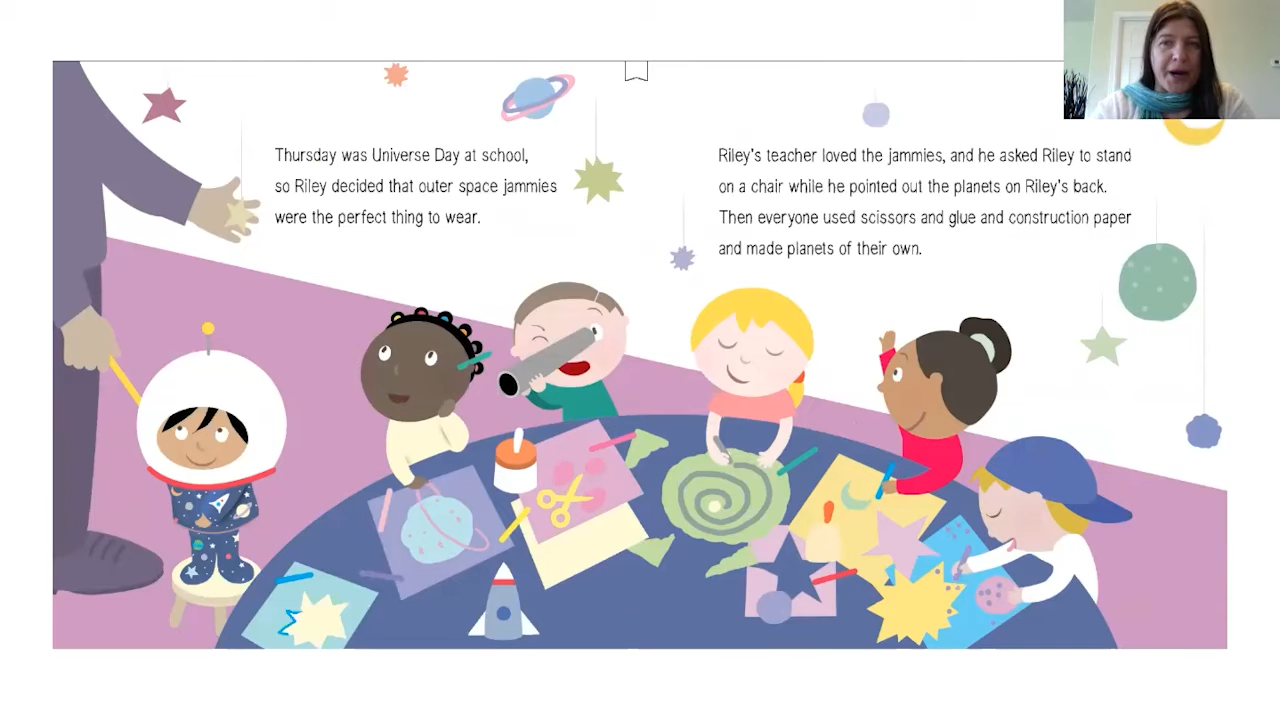 Thursday was Universe Day at school,
so Riley decided that outer space jammies
were the perfect thing to wear.
Riley's teacher loved the jammies, and he asked Riley to stand
on a chair while he pointed out the planets on Riley's back.
Then everyone used scissors and glue and construction paper
and made planets of their own.